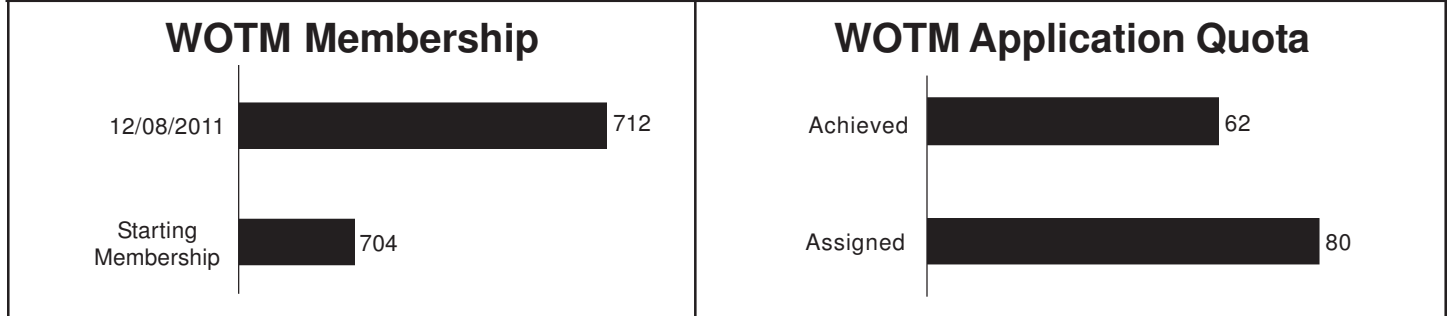 WOTM Membership
12/08/2011
712
Starting
Membership
704
WOTM Application Quota
Achieved
62
Assigned
80